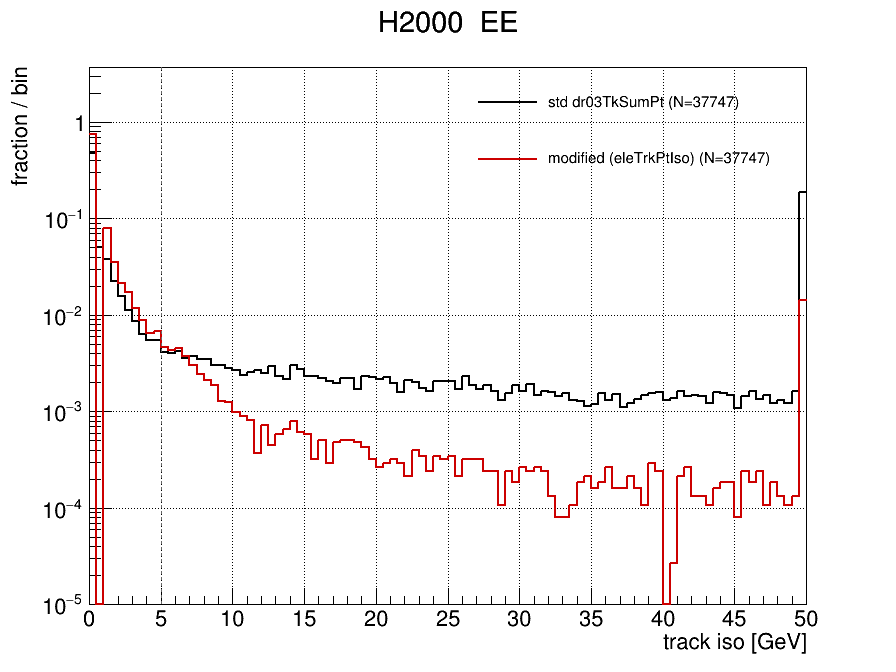 H2000 EE
fraction / bin
std dr03TkSumPt (N=37747)
modified (eleTrkPtIso) (N=37747)
1
10⁻¹
10⁻²
10⁻³
10⁻⁴
10⁻⁵
0 5 10 15 20 25 30 35 40 45 50
track iso [GeV]